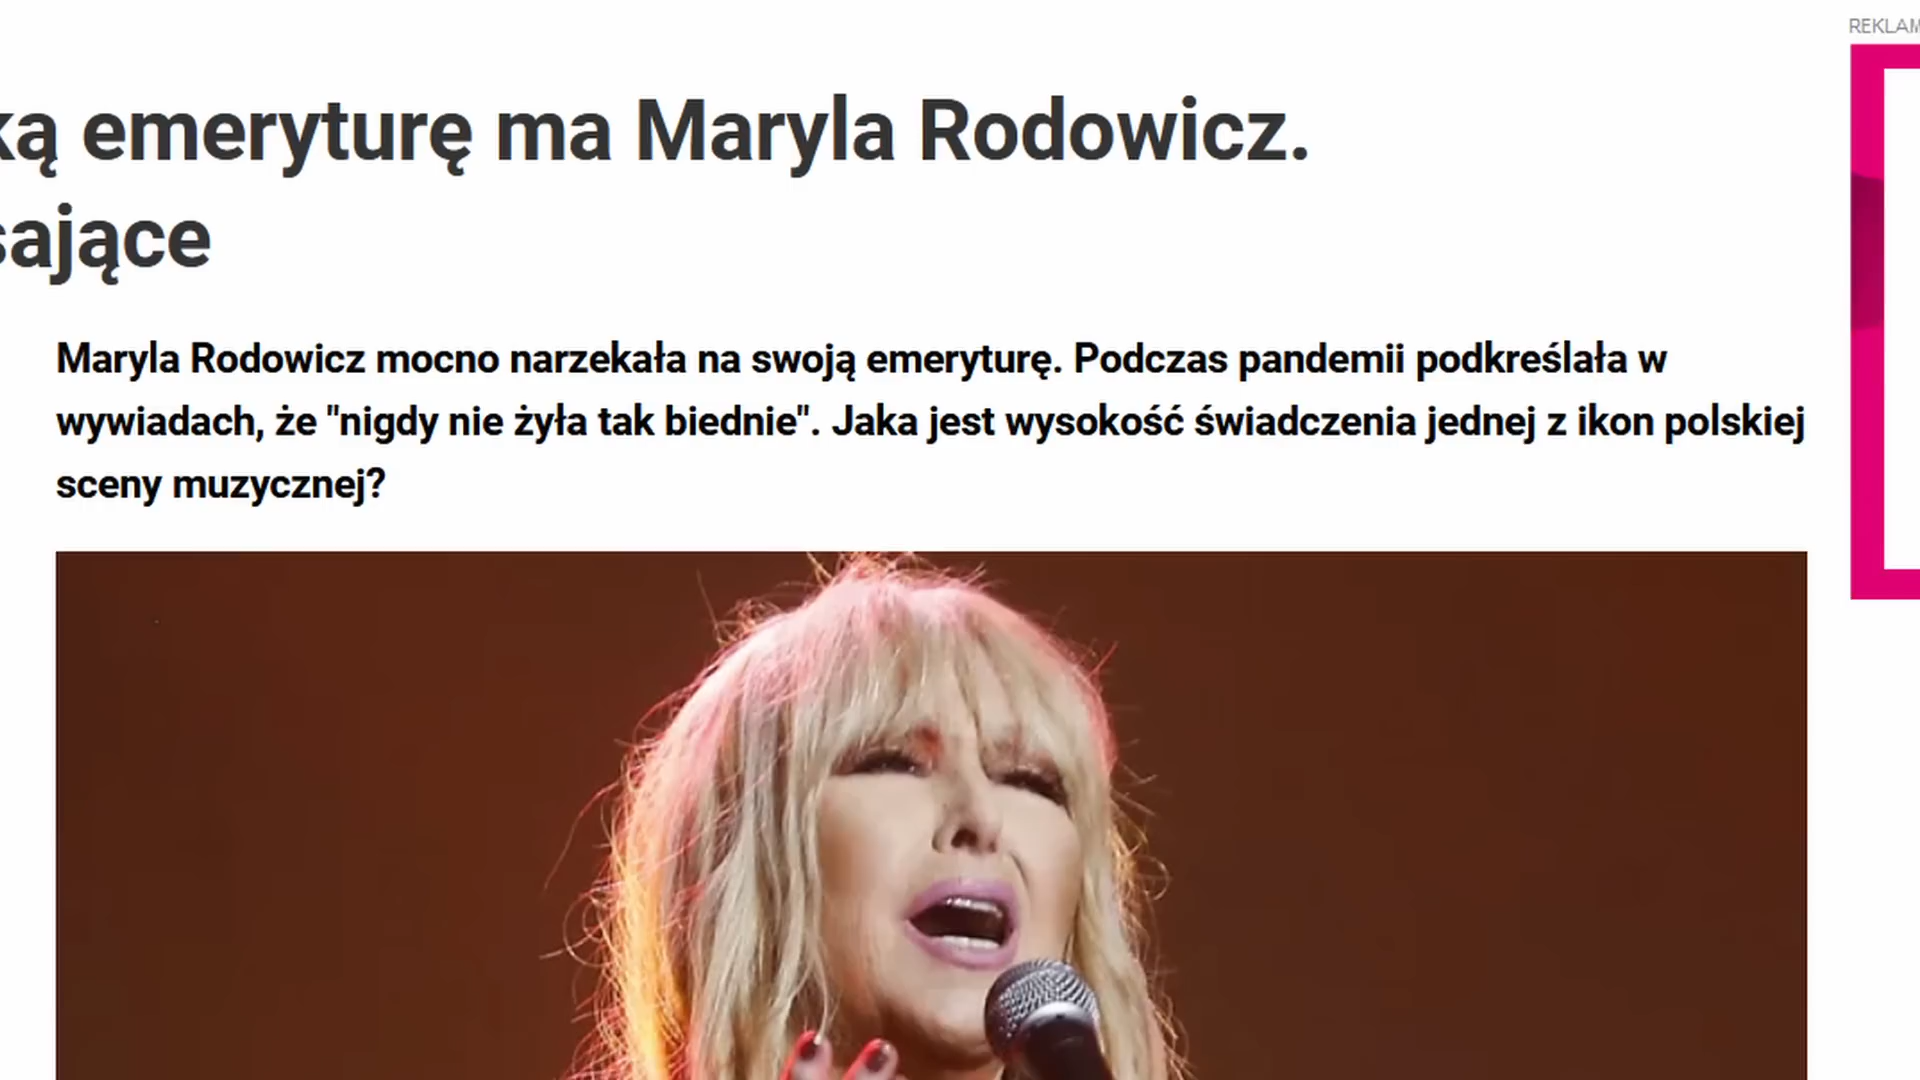 REKLAM
ką emeryturę ma Maryla Rodowicz.
sające
Maryla Rodowicz mocno narzekała na swoją emeryturę. Podczas pandemii podkreślała w
wywiadach, że "nigdy nie żyła tak biednie". Jaka jest wysokość świadczenia jednej z ikon polskiej
sceny muzycznej?